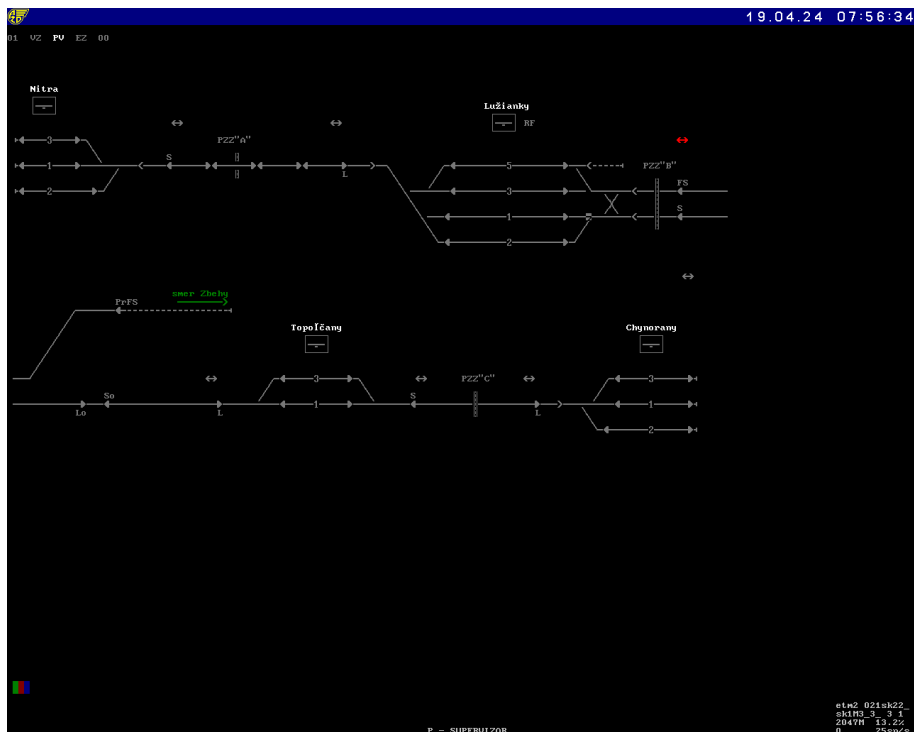 19.04.24 07:56:34
01 VZ PV EZ 00
Nitra
Lužianky
RF
PZZ"A"
3
S
1
L
2
5
PZZ"B"
3
FS
1
S
2
smer Zbehy
PrFS
Topoľčany
Chynorany
3
PZZ"C"
3
So
Lo
L
1
S
L
1
2
etm2 021sk22_
sk1M3_3_ 3 1
2047M 13.2%
0 25sp/s
P - SUPERVIZOR